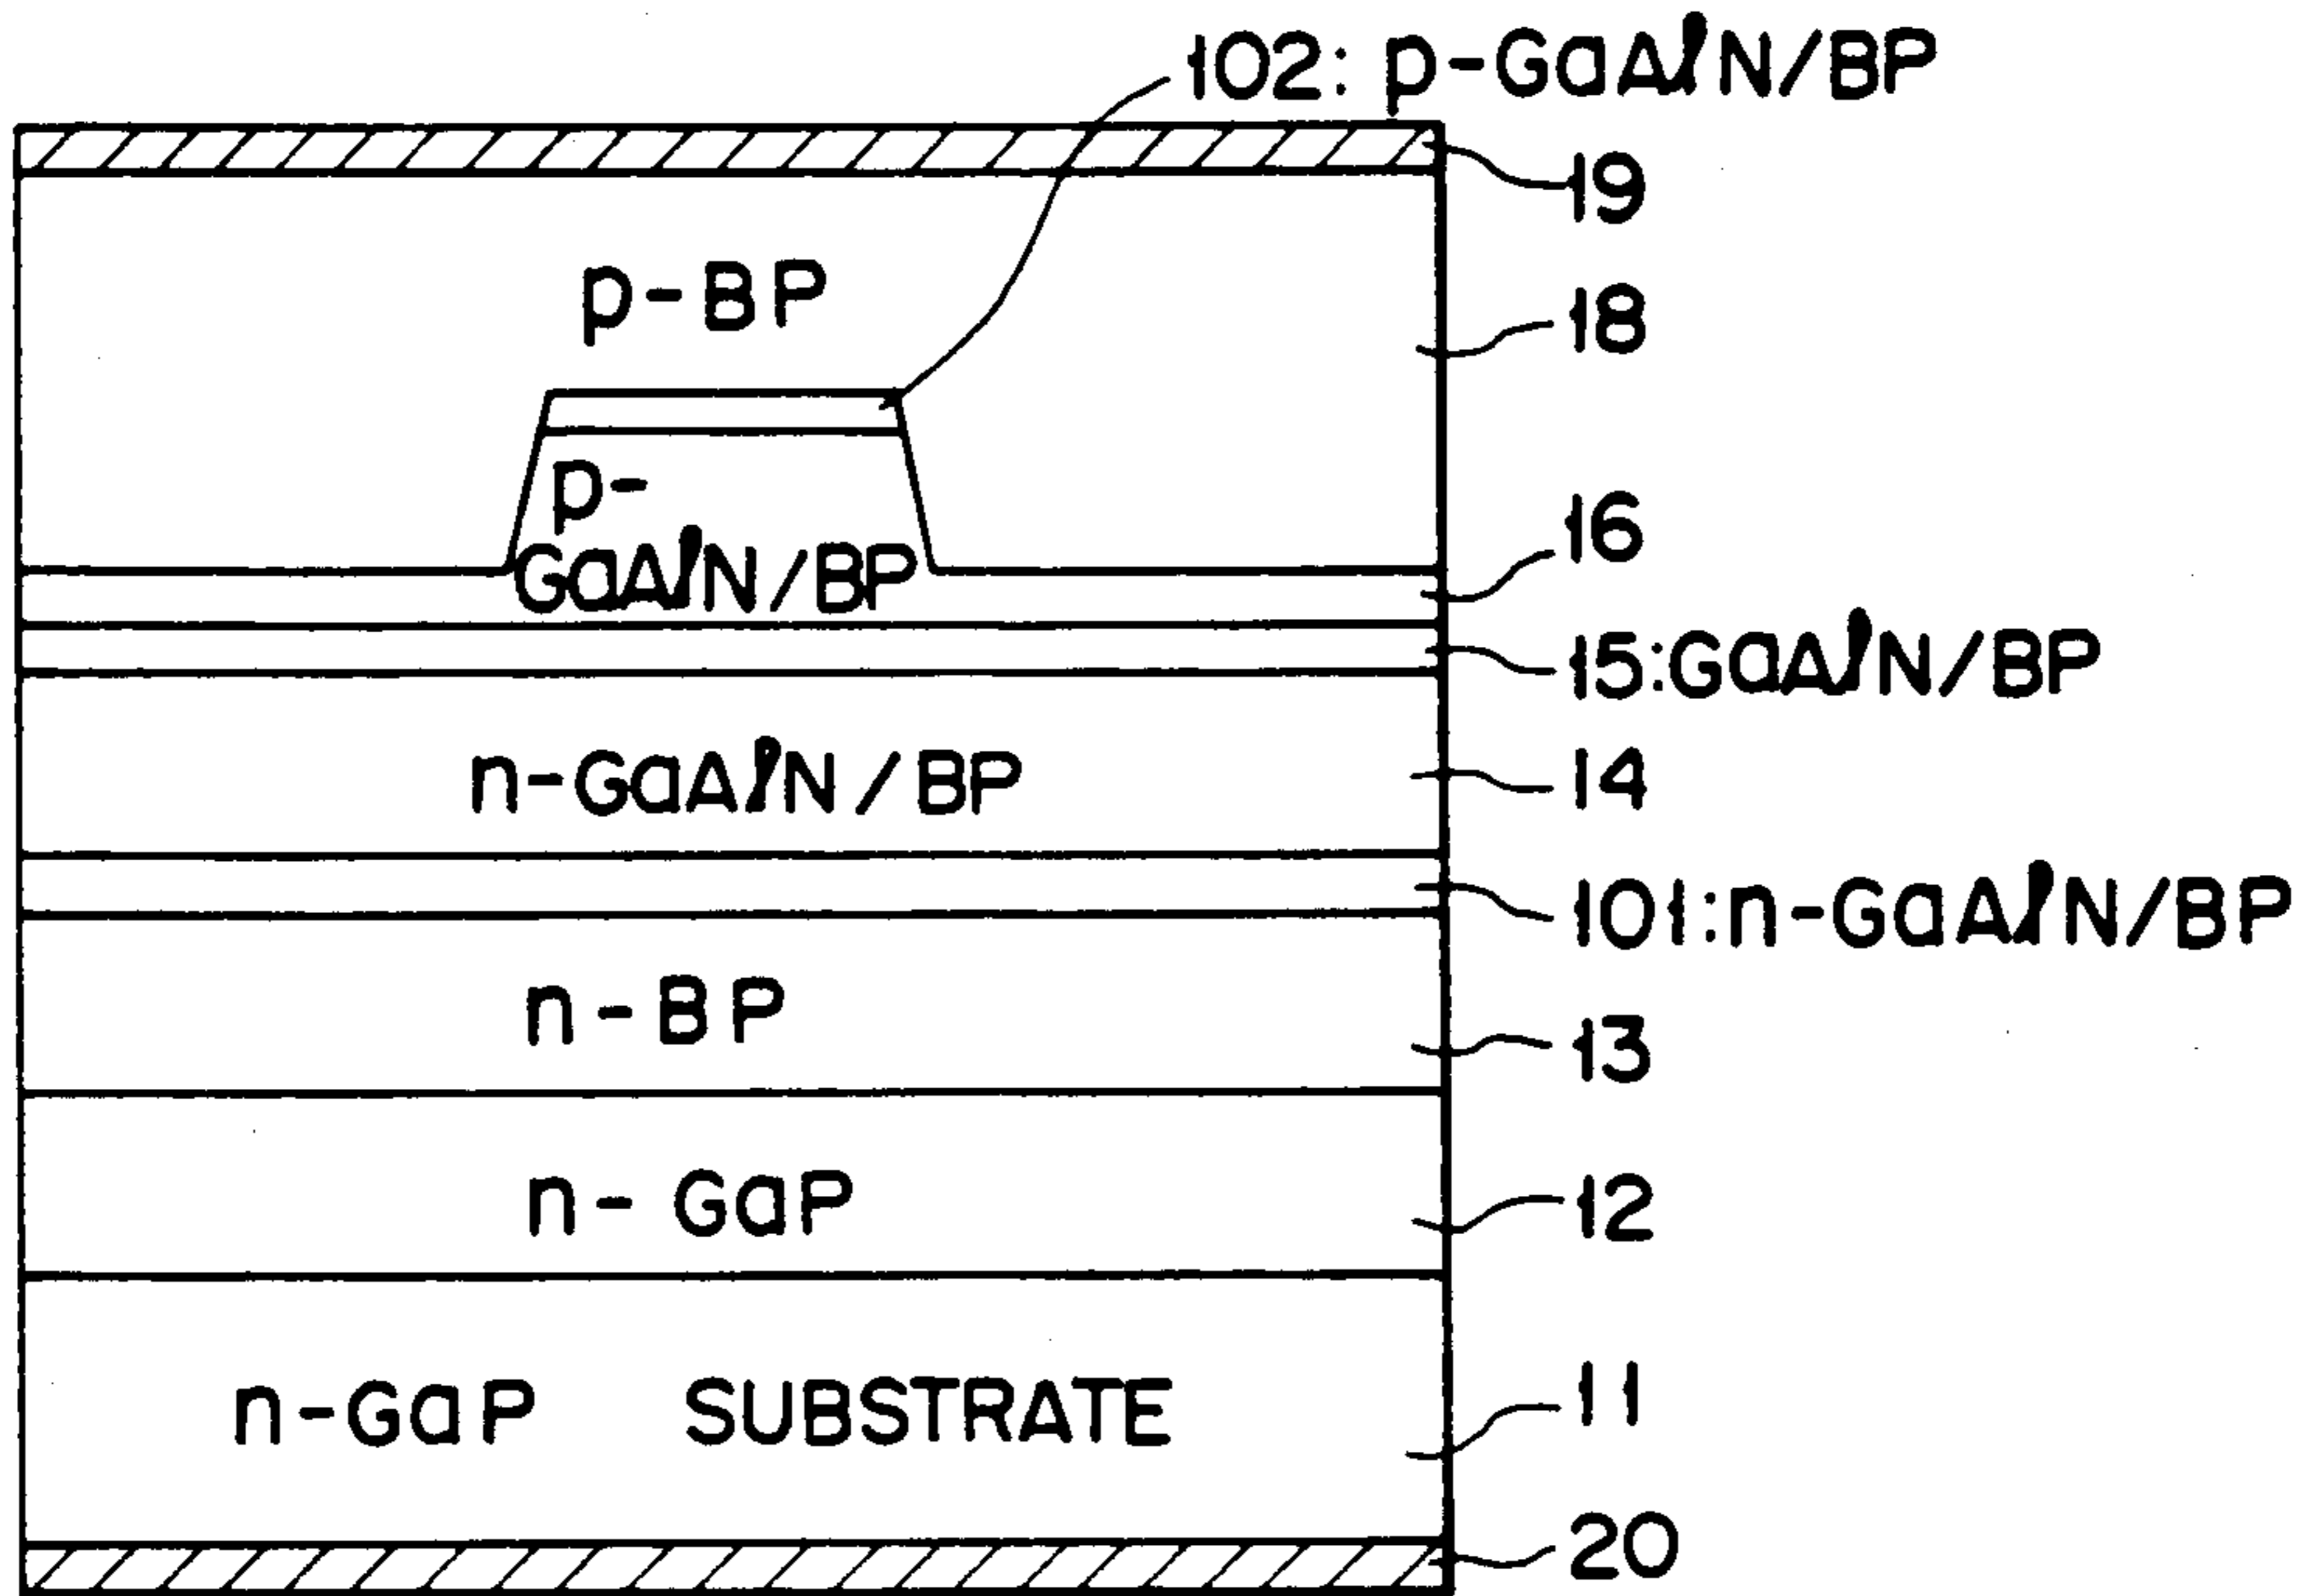 102: p-GaAlN/BP
19
p-BP
18
p-
GaAlN/BP
16
15:GaAlN/BP
n-GaAlN/BP
14
101:n-GaAlN/BP
n-BP
13
n-GaP
12
n-GaP SUBSTRATE
11
20